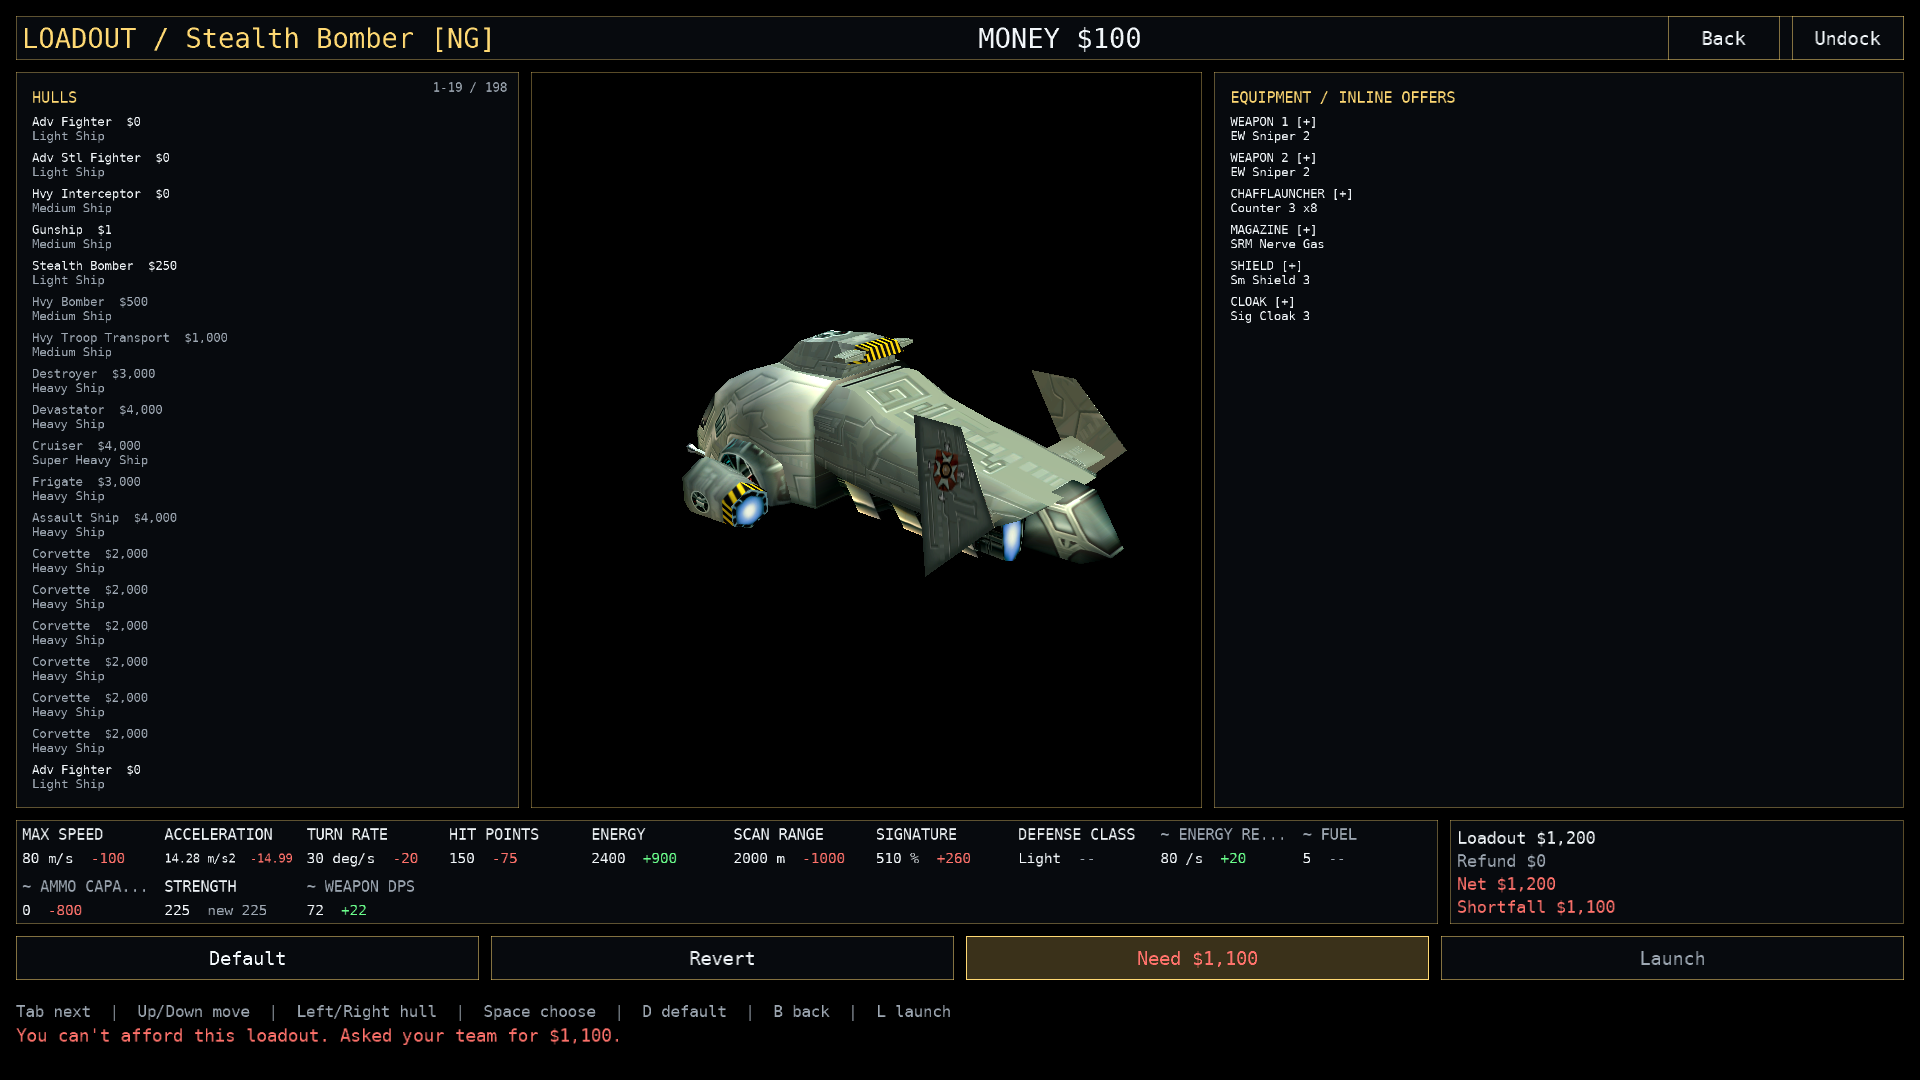 LOADOUT / Stealth Bomber [NG]
MONEY $100
Back
Undock
HULLS
1-19 / 198
Adv Fighter $0
Light Ship
Adv Stl Fighter $0
Light Ship
Hvy Interceptor $0
Medium Ship
Gunship $1
Medium Ship
Stealth Bomber $250
Light Ship
Hvy Bomber $500
Medium Ship
Hvy Troop Transport $1,000
Medium Ship
Destroyer $3,000
Heavy Ship
Devastator $4,000
Heavy Ship
Cruiser $4,000
Super Heavy Ship
Frigate $3,000
Heavy Ship
Assault Ship $4,000
Heavy Ship
Corvette $2,000
Heavy Ship
Corvette $2,000
Heavy Ship
Corvette $2,000
Heavy Ship
Corvette $2,000
Heavy Ship
Corvette $2,000
Heavy Ship
Corvette $2,000
Heavy Ship
Adv Fighter $0
Light Ship
EQUIPMENT / INLINE OFFERS
WEAPON 1 [+]
EW Sniper 2
WEAPON 2 [+]
EW Sniper 2
CHAFFLAUNCHER [+]
Counter 3 x8
MAGAZINE [+]
SRM Nerve Gas
SHIELD [+]
Sm Shield 3
CLOAK [+]
Sig Cloak 3
MAX SPEED
80 m/s -100
ACCELERATION
14.28 m/s2 -14.99
TURN RATE
30 deg/s -20
HIT POINTS
150 -75
ENERGY
2400 +900
SCAN RANGE
2000 m -1000
SIGNATURE
510 % +260
DEFENSE CLASS
Light --
~ ENERGY RE...
80 /s +20
~ FUEL
5 --
~ AMMO CAPA...
0 -800
STRENGTH
225 new 225
~ WEAPON DPS
72 +22
Loadout $1,200
Refund $0
Net $1,200
Shortfall $1,100
Default
Revert
Need $1,100
Launch
Tab next | Up/Down move | Left/Right hull | Space choose | D default | B back | L launch
You can't afford this loadout. Asked your team for $1,100.